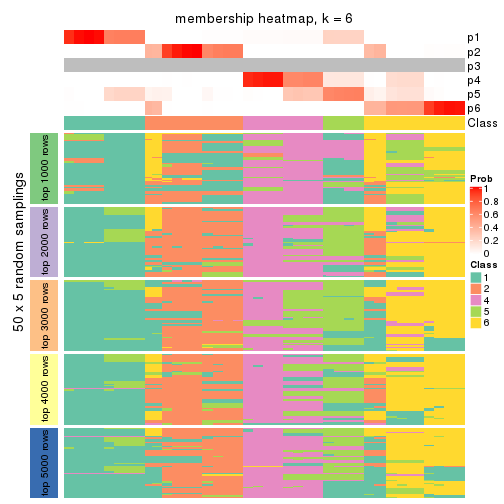 membership heatmap, k = 6
p1
p2
p3
p4
p5
p6
Class
50 x 5 random samplings
top 1000 rows
top 2000 rows
top 3000 rows
top 4000 rows
top 5000 rows
Prob
1
0.8
0.6
0.4
0.2
0
Class
1
2
4
5
6